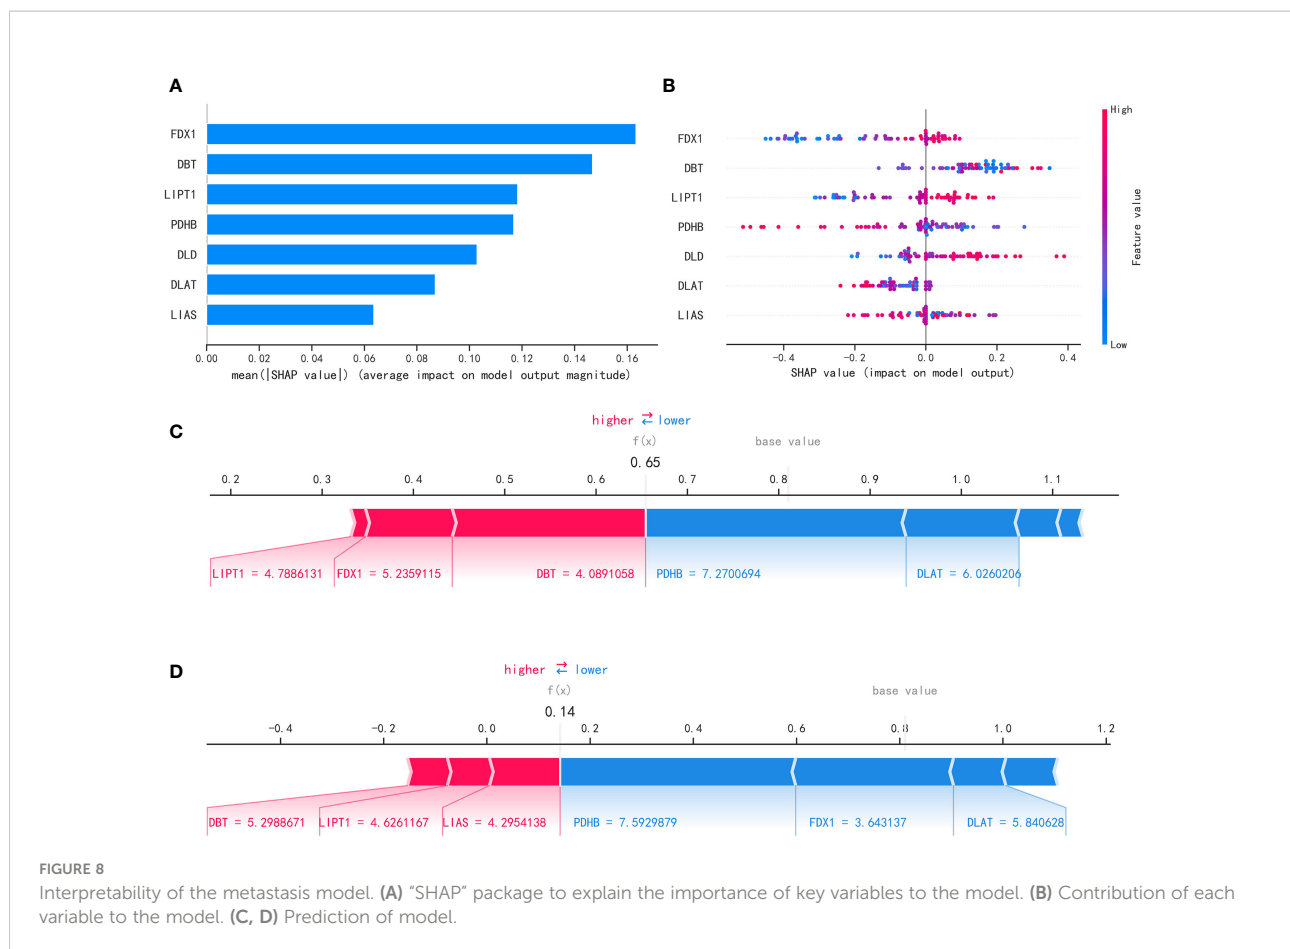 A
FDX1
DBT
LIPT1
PDHB
DLD
DLAT
LIAS
0.00 0.02 0.04 0.06 0.08 0.10 0.12 0.14 0.16
mean(|SHAP value|) (average impact on model output magnitude)
B
High
FDX1
DBT
LIPT1
PDHB
DLD
DLAT
LIAS
Feature value
Low
−0.4 −0.2 0.0 0.2 0.4
SHAP value (impact on model output)
C
higher ⇄ lower
f(x) base value
0.65
0.2 0.3 0.4 0.5 0.6 0.7 0.8 0.9 1.0 1.1
LIPT1 = 4.7886131 FDX1 = 5.2359115 DBT = 4.0891058 PDHB = 7.2700694 DLAT = 6.0260206
D
higher ⇄ lower
f(x) base value
0.14
-0.4 -0.2 0.0 0.2 0.4 0.6 0.8 1.0 1.2
DBT = 5.2988671 LIPT1 = 4.6261167 LIAS = 4.2954138 PDHB = 7.5929879 FDX1 = 3.643137 DLAT = 5.840628
FIGURE 8
Interpretability of the metastasis model. (A) “SHAP” package to explain the importance of key variables to the model. (B) Contribution of each
variable to the model. (C, D) Prediction of model.